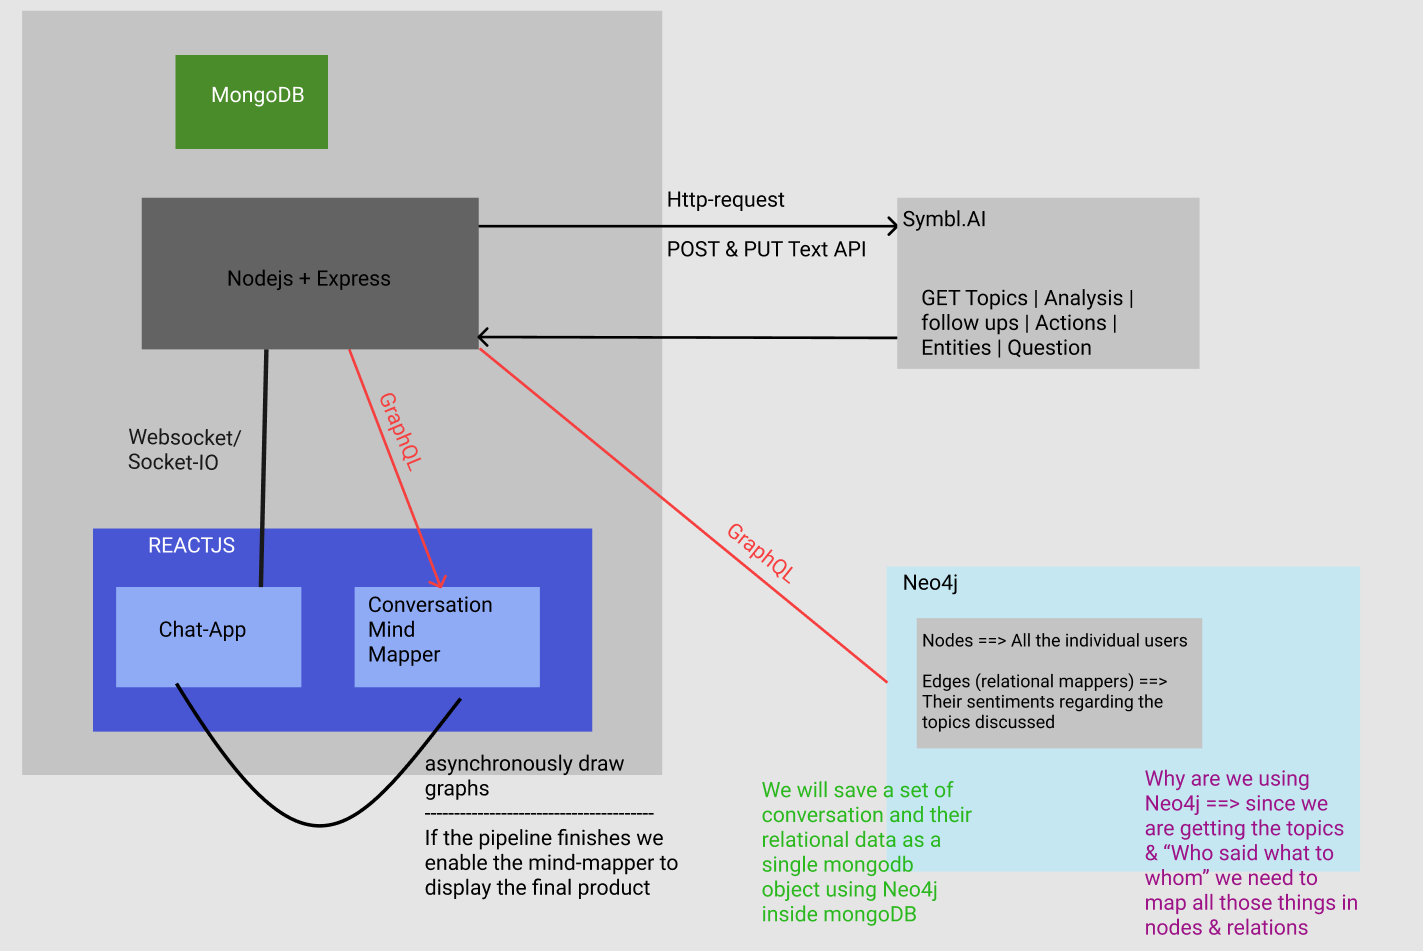 MongoDB
Http-request
POST & PUT Text API
Symbl.AI
Nodejs + Express
GET Topics | Analysis |
follow ups | Actions |
Entities | Question
GraphQL
Websocket/
Socket-IO
GraphQL
REACTJS
Chat-App
Conversation
Mind
Mapper
Neo4j
Nodes ==> All the individual users
Edges (relational mappers) ==>
Their sentiments regarding the
topics discussed
asynchronously draw
graphs
---------------------------------------
If the pipeline finishes we
enable the mind-mapper to
display the final product
We will save a set of
conversation and their
relational data as a
single mongodb
object using Neo4j
inside mongoDB
Why are we using
Neo4j ==> since we
are getting the topics
& “Who said what to
whom” we need to
map all those things in
nodes & relations